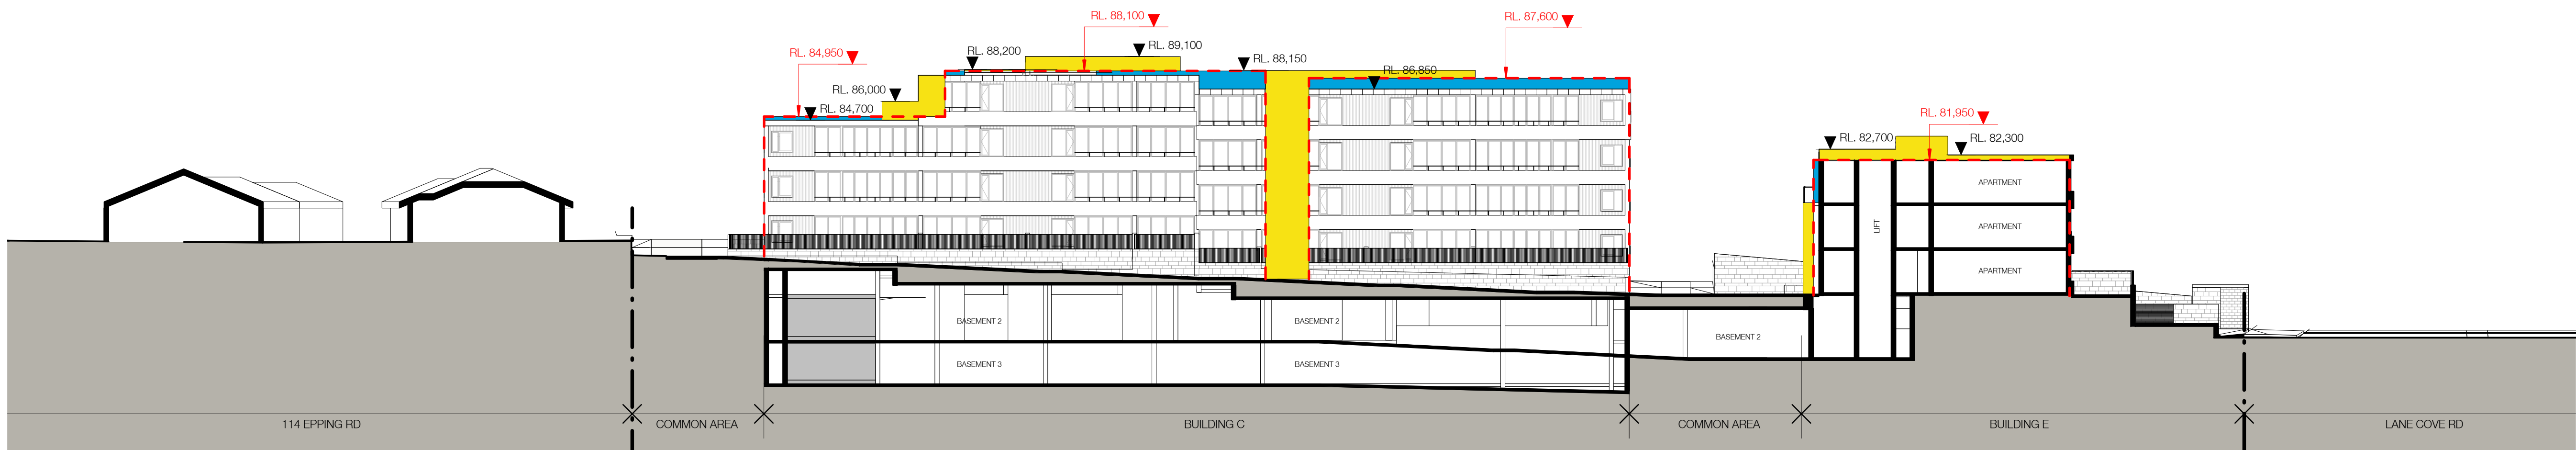 RL. 88,100
RL. 87,600
RL. 84,950
RL. 88,200
RL. 89,100
RL. 88,150
RL. 86,850
RL. 86,000
RL. 84,700
RL. 81,950
RL. 82,700
RL. 82,300
APARTMENT
LIFT
APARTMENT
APARTMENT
BASEMENT 2
BASEMENT 2
BASEMENT 2
BASEMENT 3
BASEMENT 3
114 EPPING RD
COMMON AREA
BUILDING C
COMMON AREA
BUILDING E
LANE COVE RD